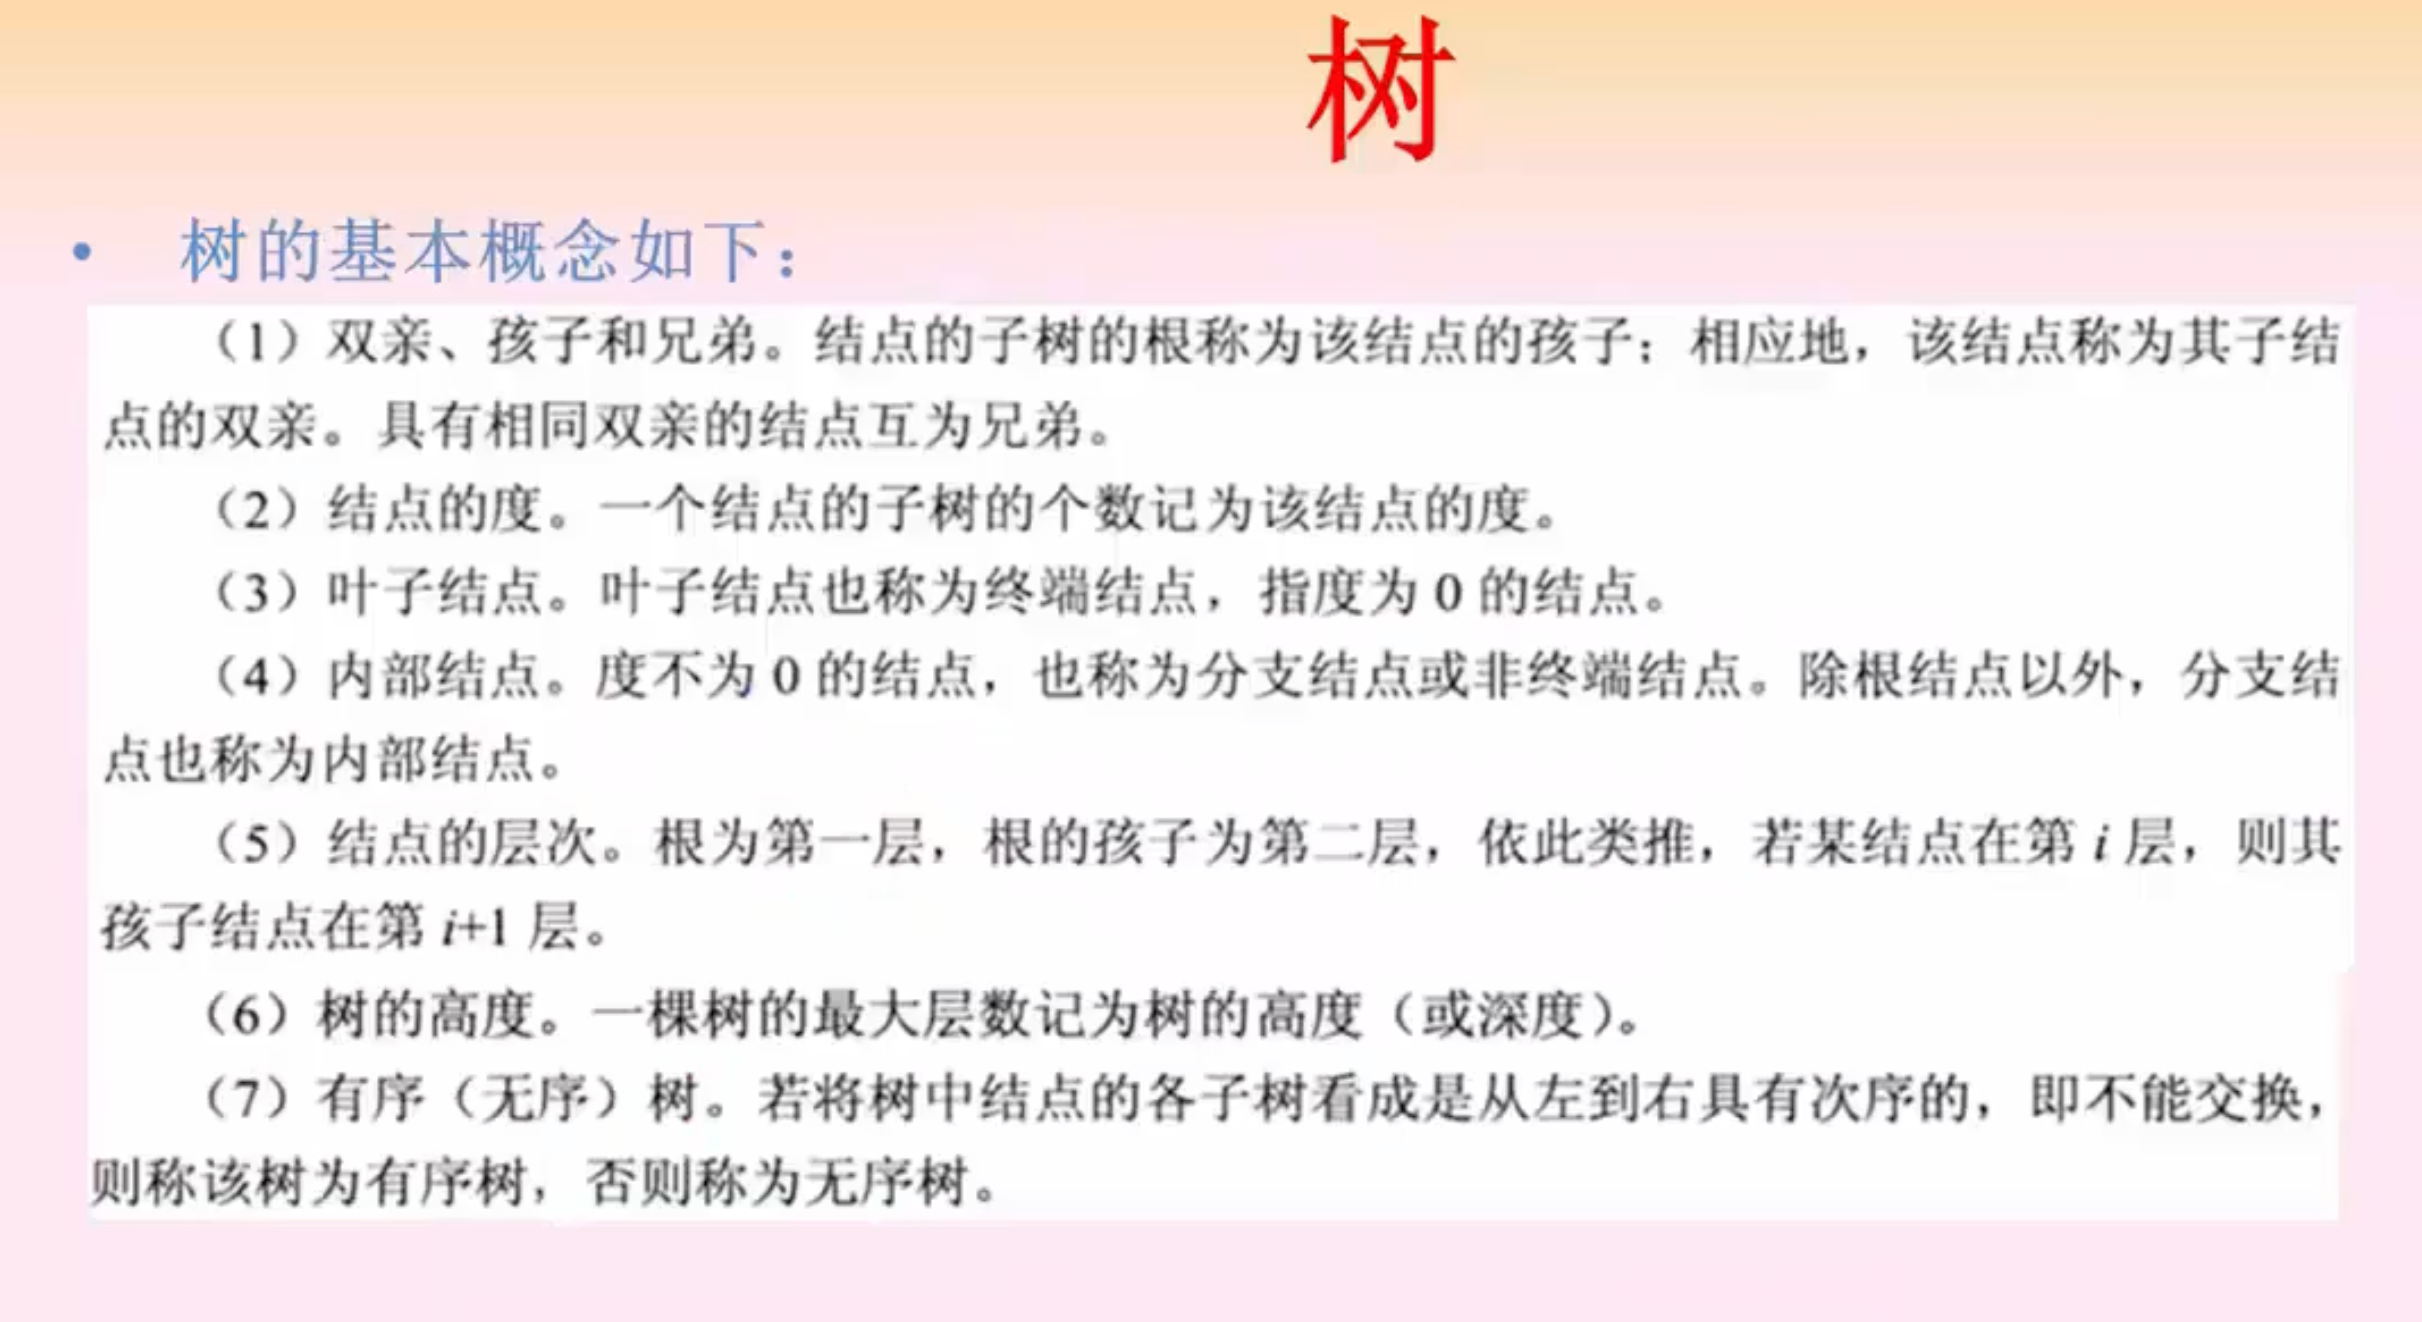 树
• 树的基本概念如下：
（1）双亲、孩子和兄弟。结点的子树的根称为该结点的孩子；相应地，该结点称为其子结
点的双亲。具有相同双亲的结点互为兄弟。
（2）结点的度。一个结点的子树的个数记为该结点的度。
（3）叶子结点。叶子结点也称为终端结点，指度为 0 的结点。
（4）内部结点。度不为 0 的结点，也称为分支结点或非终端结点。除根结点以外，分支结
点也称为内部结点。
（5）结点的层次。根为第一层，根的孩子为第二层，依此类推，若某结点在第 i 层，则其
孩子结点在第 i+1 层。
（6）树的高度。一棵树的最大层数记为树的高度（或深度）。
（7）有序（无序）树。若将树中结点的各子树看成是从左到右具有次序的，即不能交换，
则称该树为有序树，否则称为无序树。